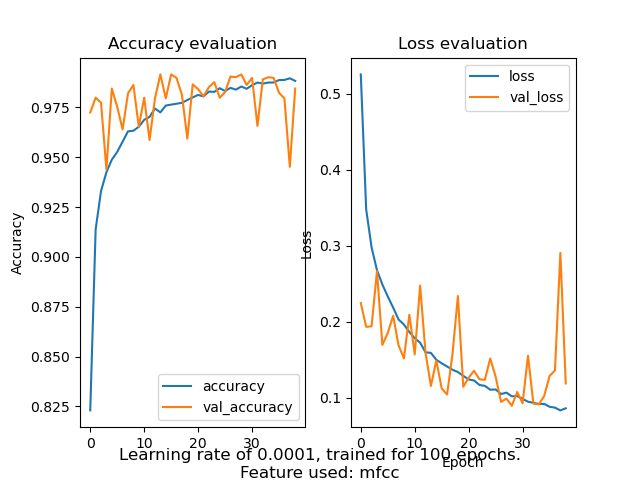 Accuracy evaluation
Accuracy
0.975
0.950
0.925
0.900
0.875
0.850
0.825
0 10 20 30
accuracy
val_accuracy
Loss evaluation
Loss
0.5
0.4
0.3
0.2
0.1
0 10 20 30
Epoch
loss
val_loss
Learning rate of 0.0001, trained for 100 epochs.
Feature used: mfcc